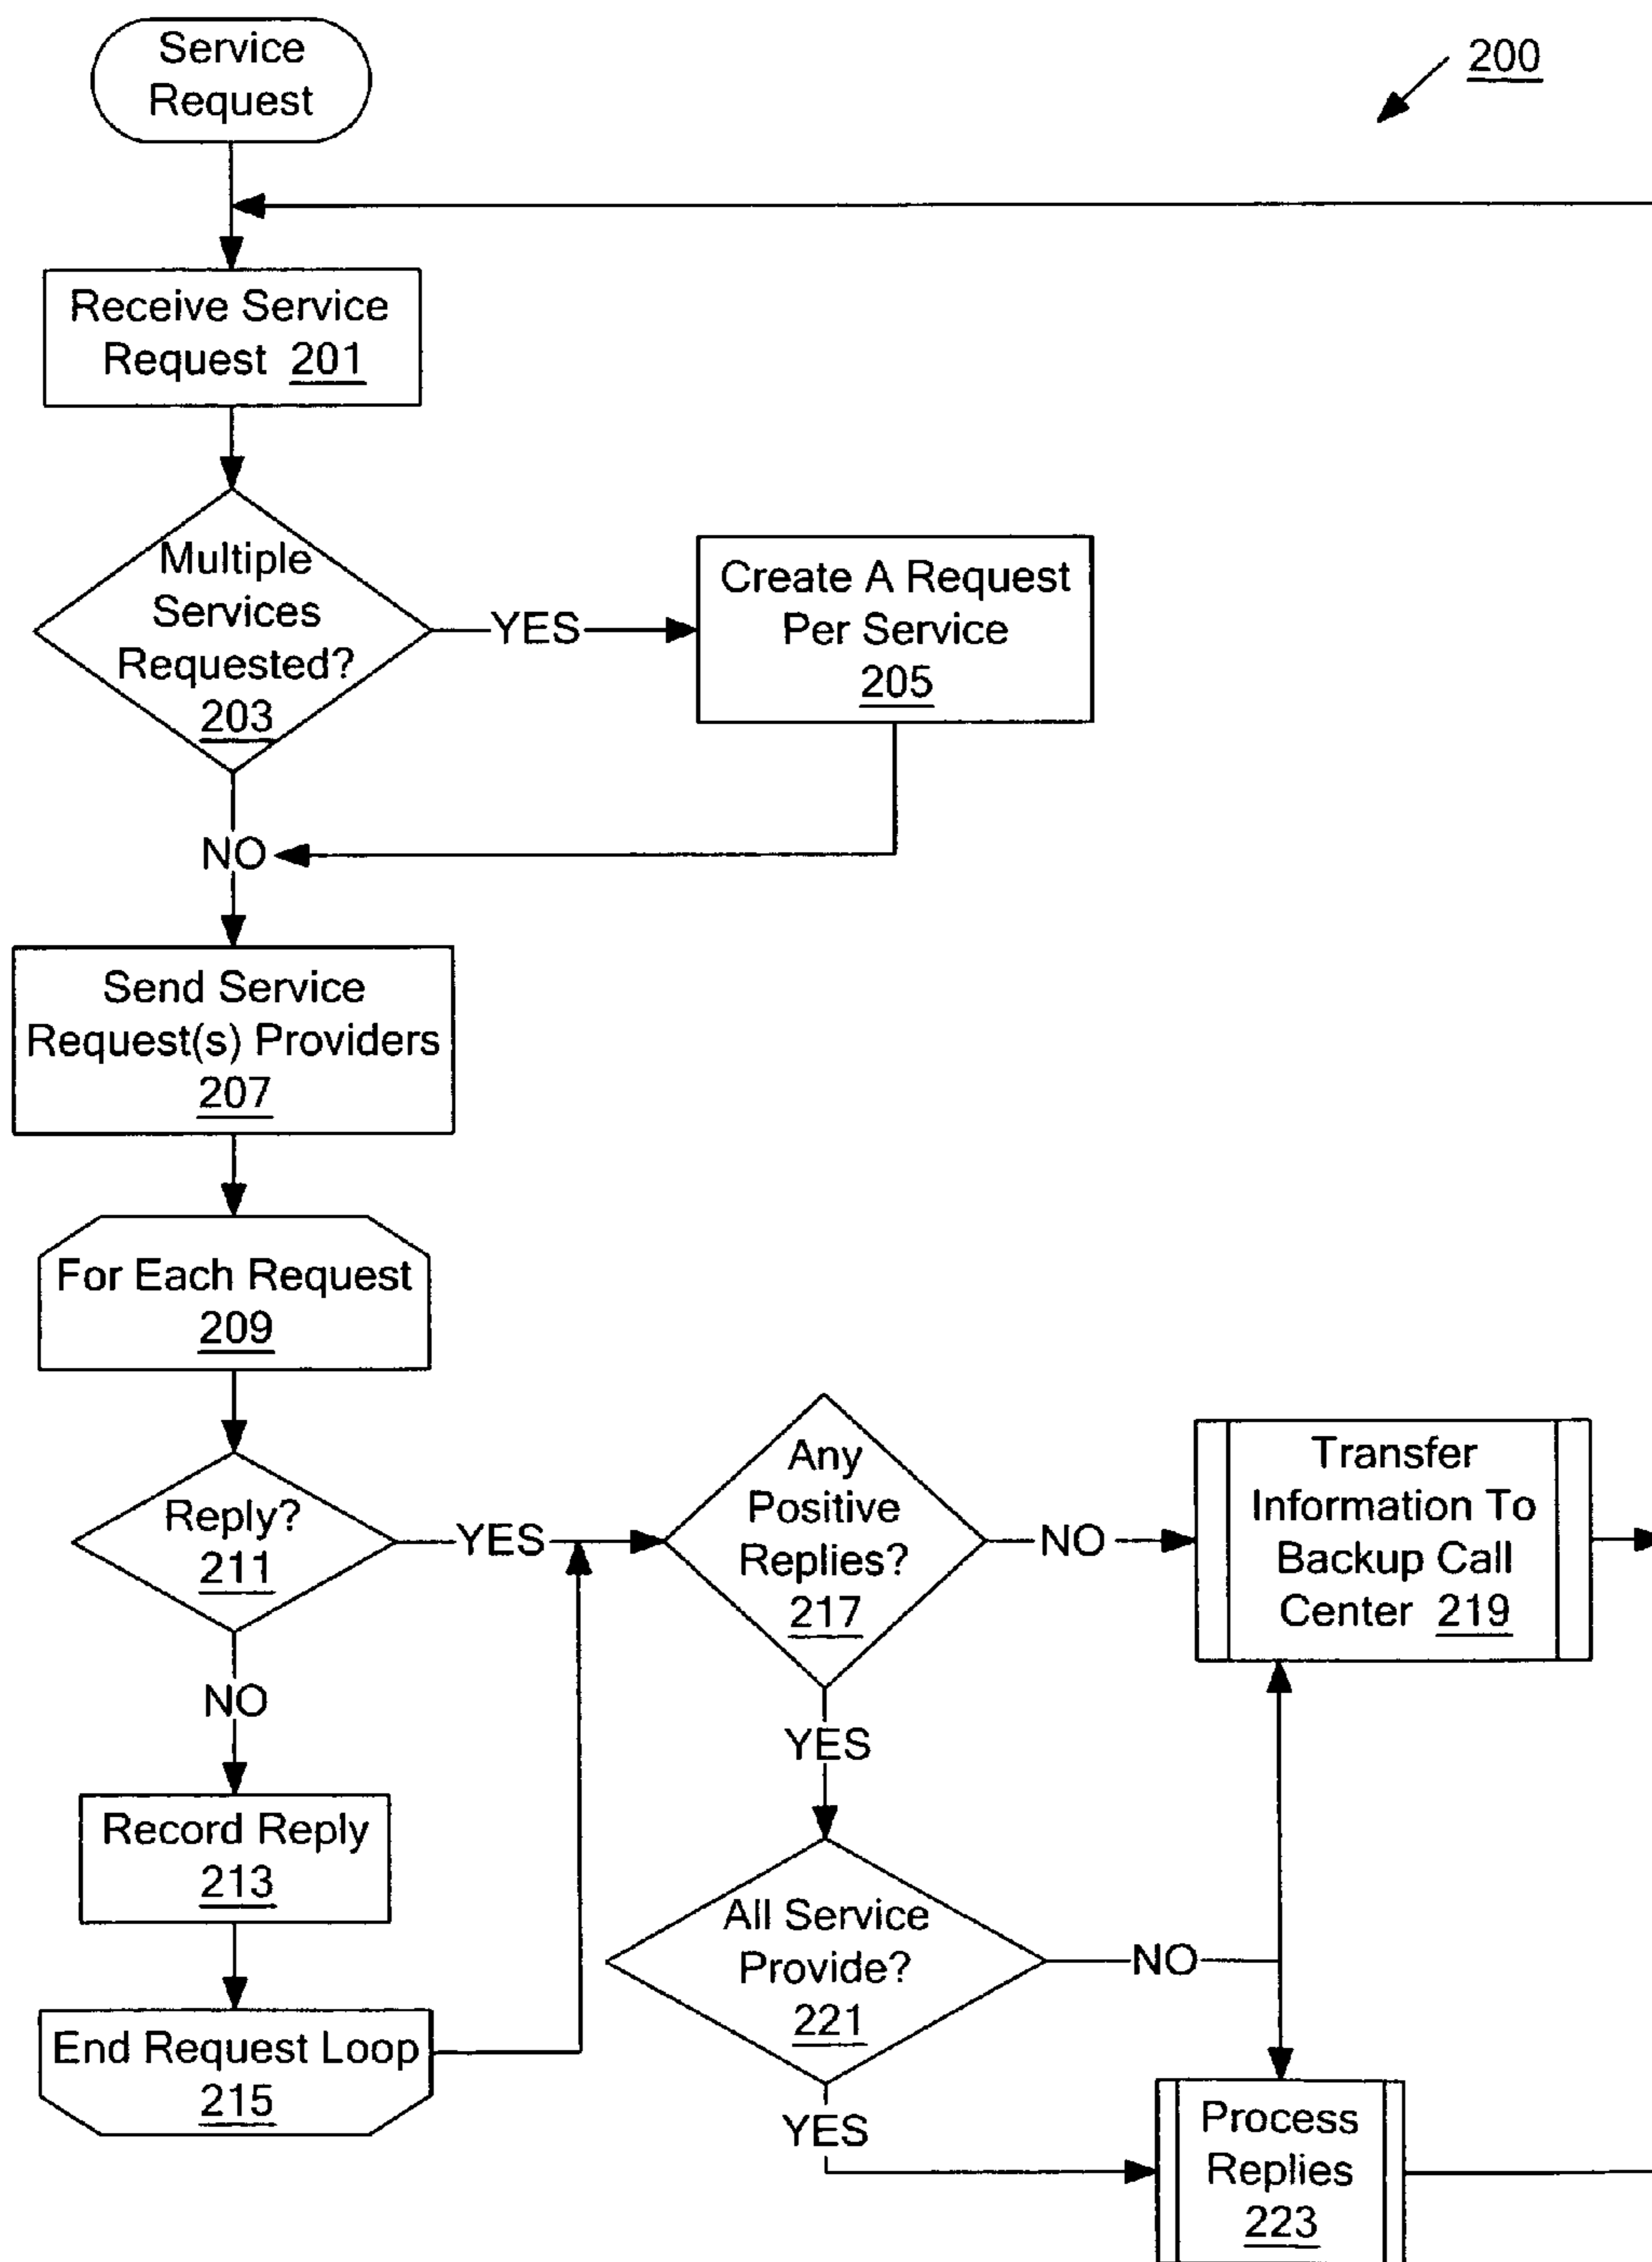 Service
Request
200
Receive Service
Request 201
Multiple
Services
Requested?
203
YES
Create A Request
Per Service
205
NO
Send Service
Request(s) Providers
207
For Each Request
209
Reply?
211
YES
Any
Positive
Replies?
217
NO
Transfer
Information To
Backup Call
Center 219
NO
YES
Record Reply
213
All Service
Provide?
221
NO
End Request Loop
215
YES
Process
Replies
223